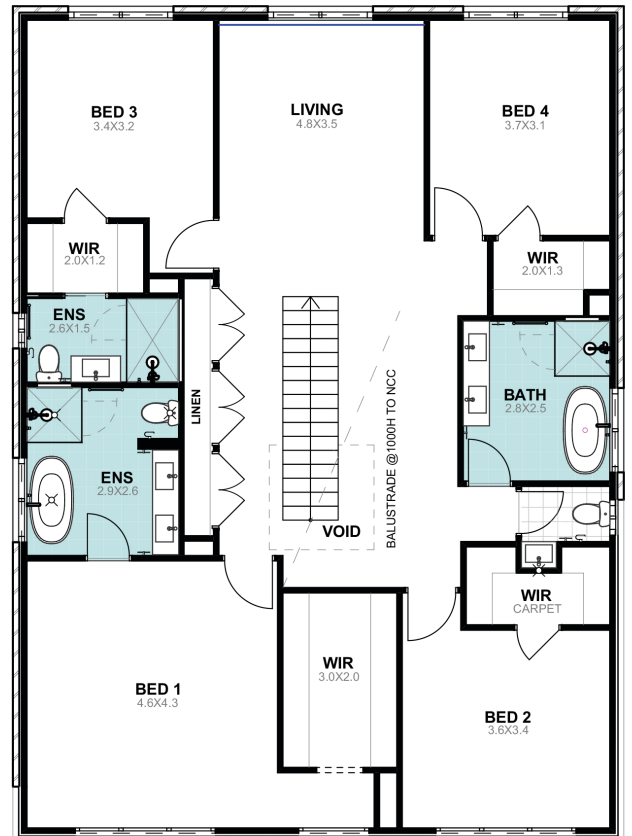 BED 3
3.4X3.2
LIVING
4.8X3.5
BED 4
3.7X3.1
WIR
2.0X1.2
WIR
2.0X1.3
ENS
2.6X1.5
LINEN
BALUSTRADE @1000H TO NCC
BATH
2.8X2.5
ENS
2.9X2.6
VOID
WIR
CARPET
WIR
3.0X2.0
BED 1
4.6X4.3
BED 2
3.6X3.4